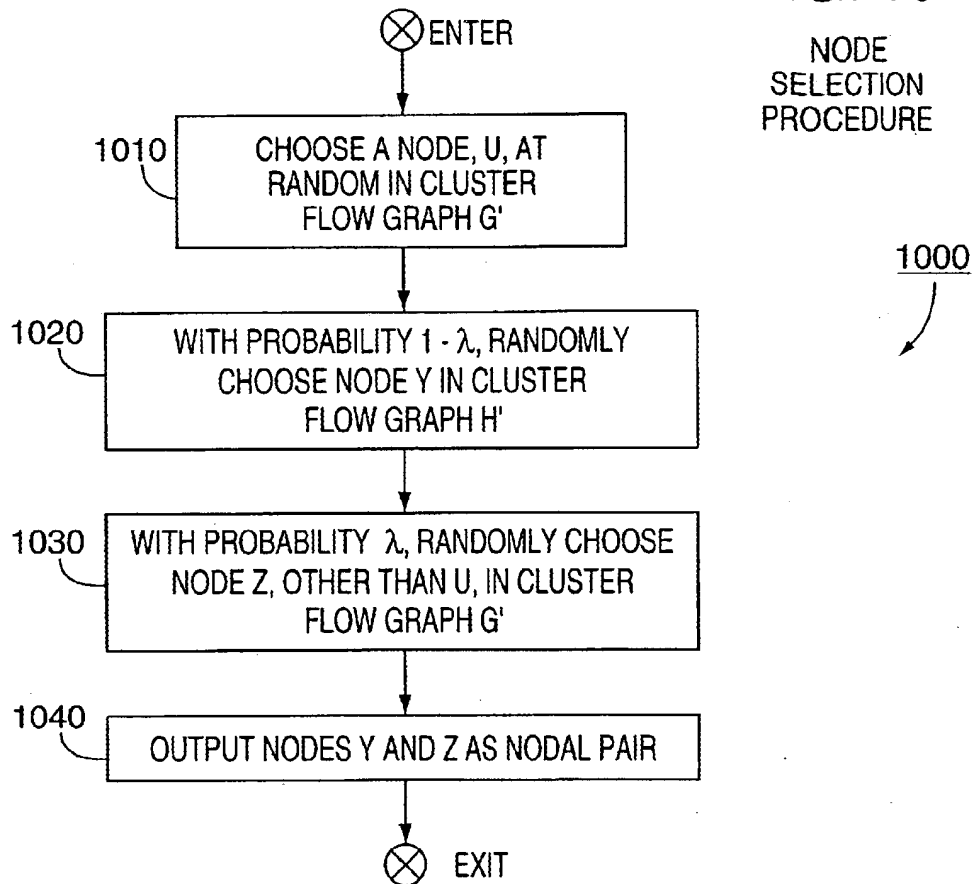 ENTER
NODE
SELECTION
PROCEDURE
1010
CHOOSE A NODE, U, AT
RANDOM IN CLUSTER
FLOW GRAPH G'
1000
1020
WITH PROBABILITY 1 - λ, RANDOMLY
CHOOSE NODE Y IN CLUSTER
FLOW GRAPH H'
1030
WITH PROBABILITY λ, RANDOMLY CHOOSE
NODE Z, OTHER THAN U, IN CLUSTER
FLOW GRAPH G'
1040
OUTPUT NODES Y AND Z AS NODAL PAIR
EXIT